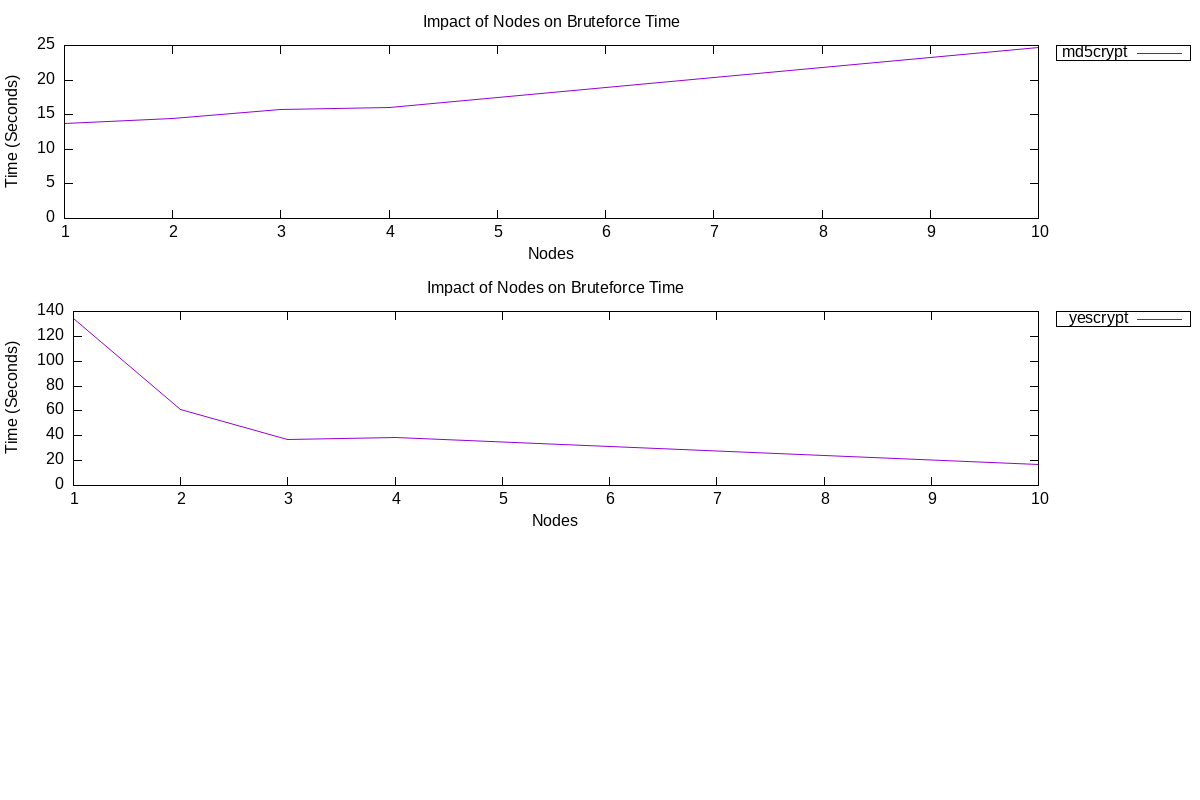 Impact of Nodes on Bruteforce Time
25
20
15
10
5
0
Time (Seconds)
1 2 3 4 5 6 7 8 9 10
Nodes
md5crypt
Impact of Nodes on Bruteforce Time
140
120
100
80
60
40
20
0
Time (Seconds)
1 2 3 4 5 6 7 8 9 10
Nodes
yescrypt